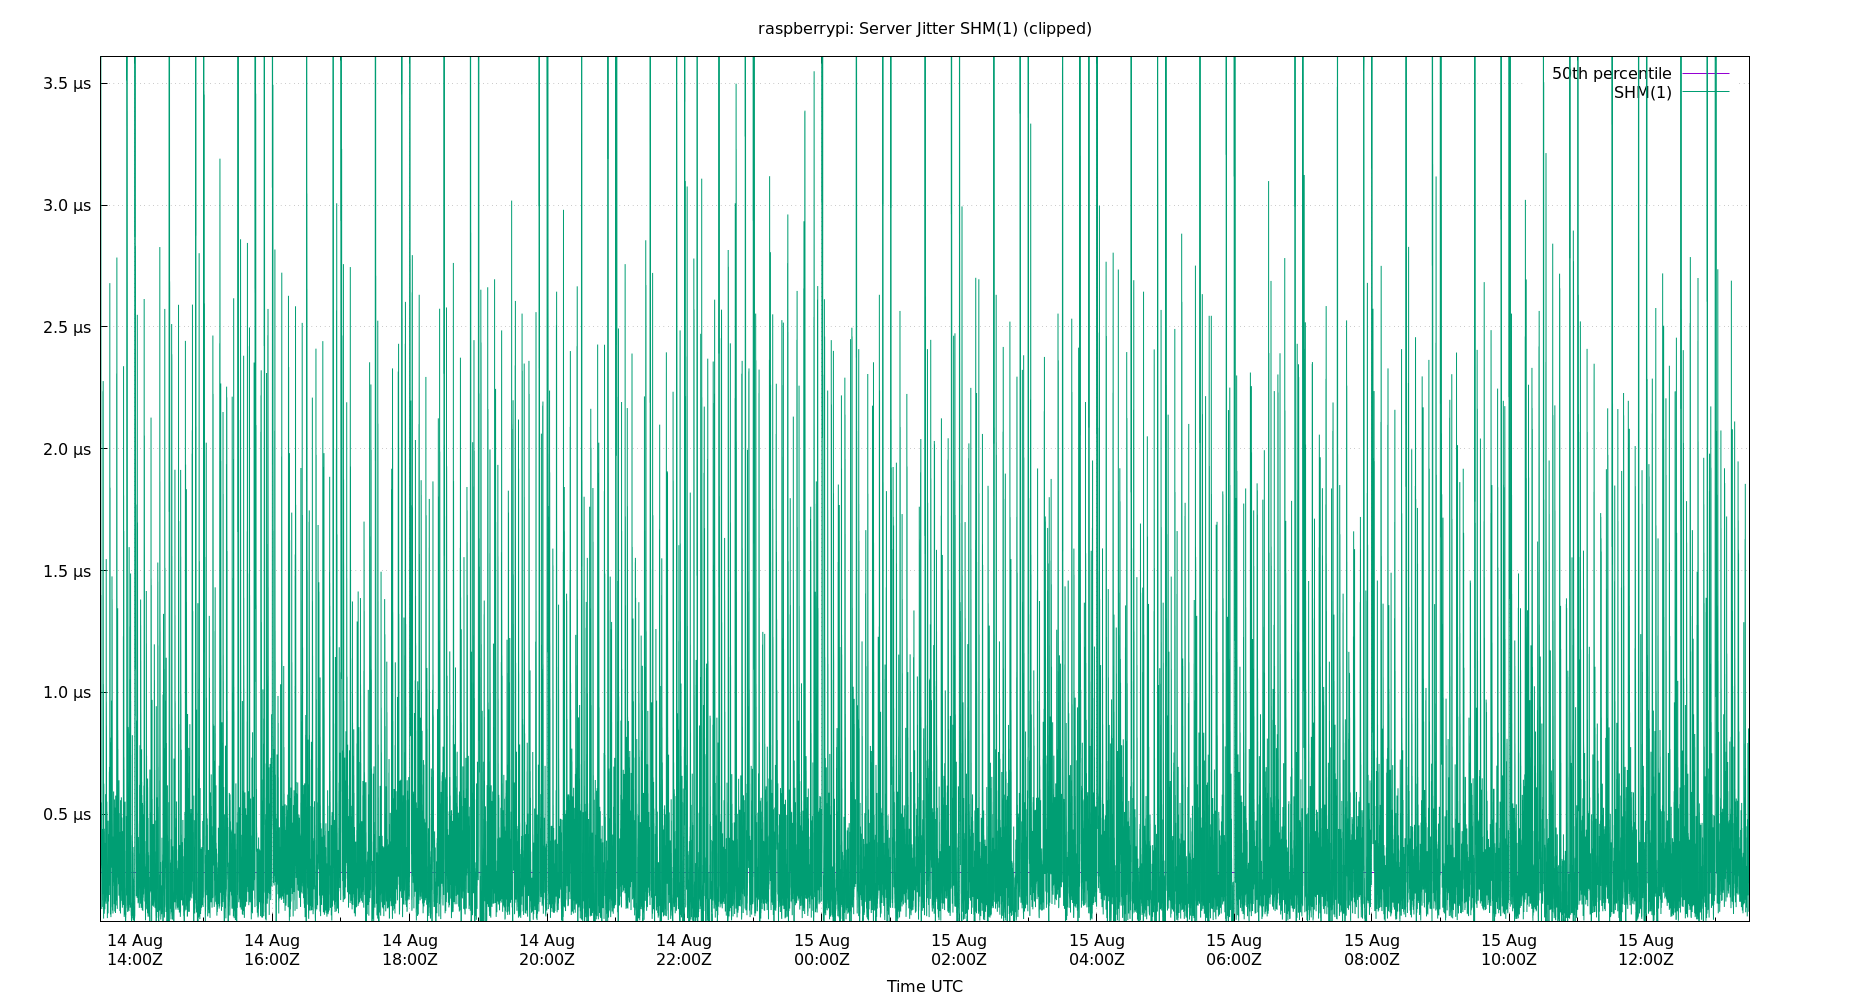 raspberrypi: Server Jitter SHM(1) (clipped)
50th percentile
SHM(1)
3.5 µs
3.0 µs
2.5 µs
2.0 µs
1.5 µs
1.0 µs
0.5 µs
14 Aug 14 Aug 14 Aug 14 Aug 14 Aug 15 Aug 15 Aug 15 Aug 15 Aug 15 Aug 15 Aug 15 Aug
14:00Z 16:00Z 18:00Z 20:00Z 22:00Z 00:00Z 02:00Z 04:00Z 06:00Z 08:00Z 10:00Z 12:00Z
Time UTC